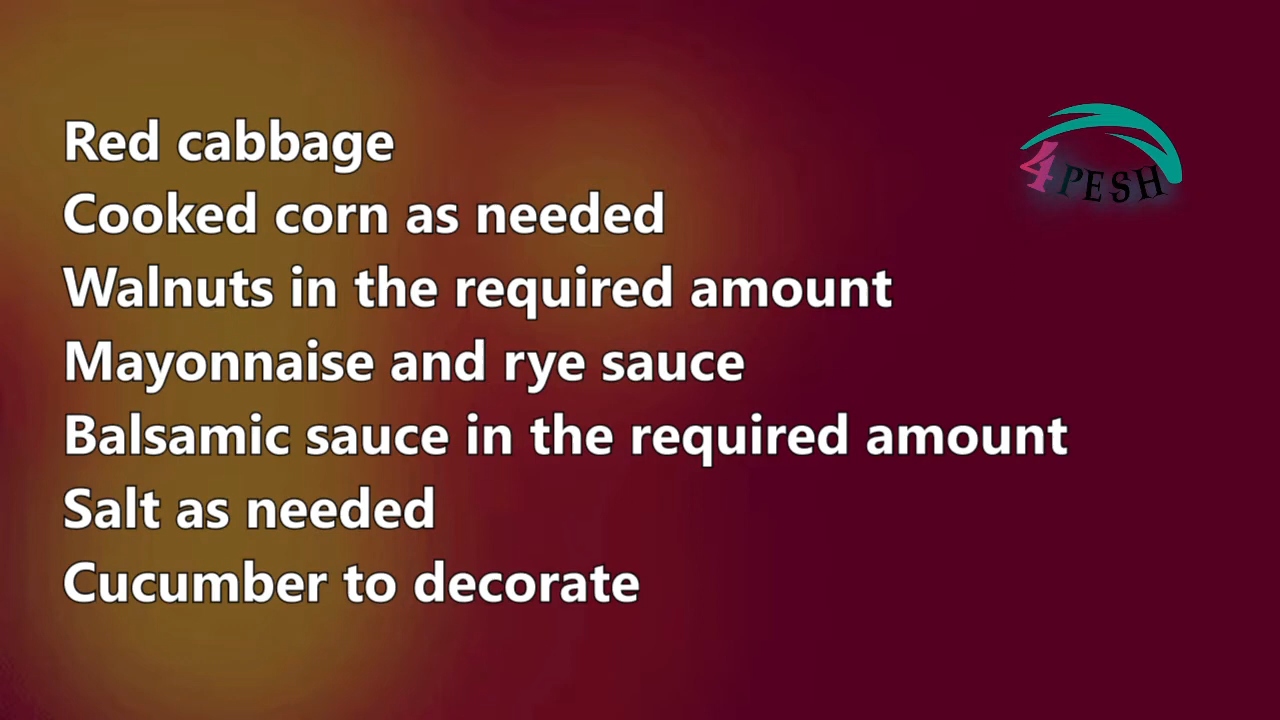 Red cabbage
Cooked corn as needed
Walnuts in the required amount
Mayonnaise and rye sauce
Balsamic sauce in the required amount
Salt as needed
Cucumber to decorate
4PESH